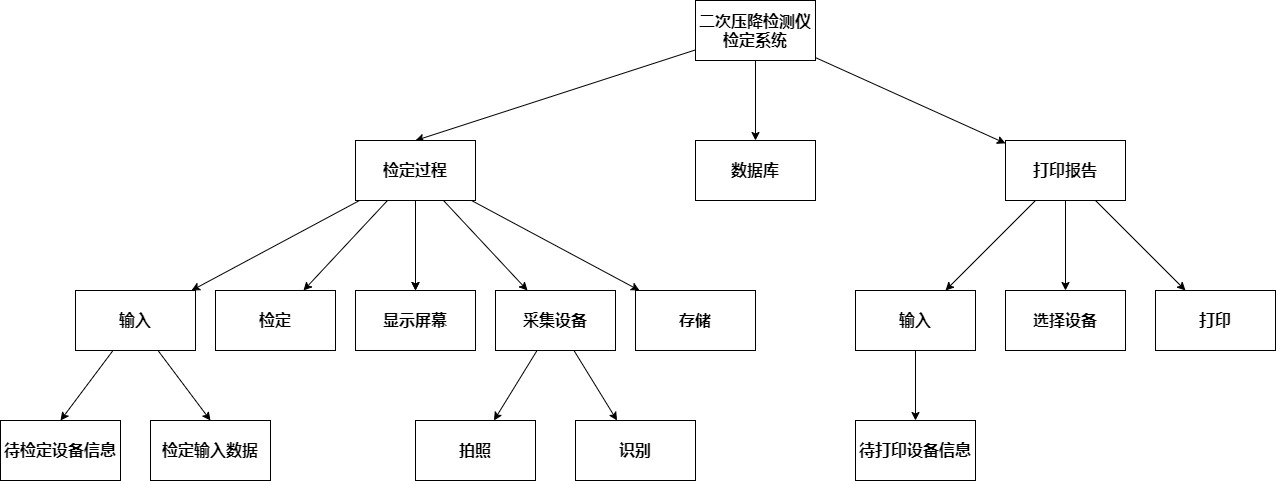 二次压降检测仪
检定系统
检定过程
数据库
打印报告
输入
检定
显示屏幕
采集设备
存储
输入
选择设备
打印
待检定设备信息
检定输入数据
拍照
识别
待打印设备信息